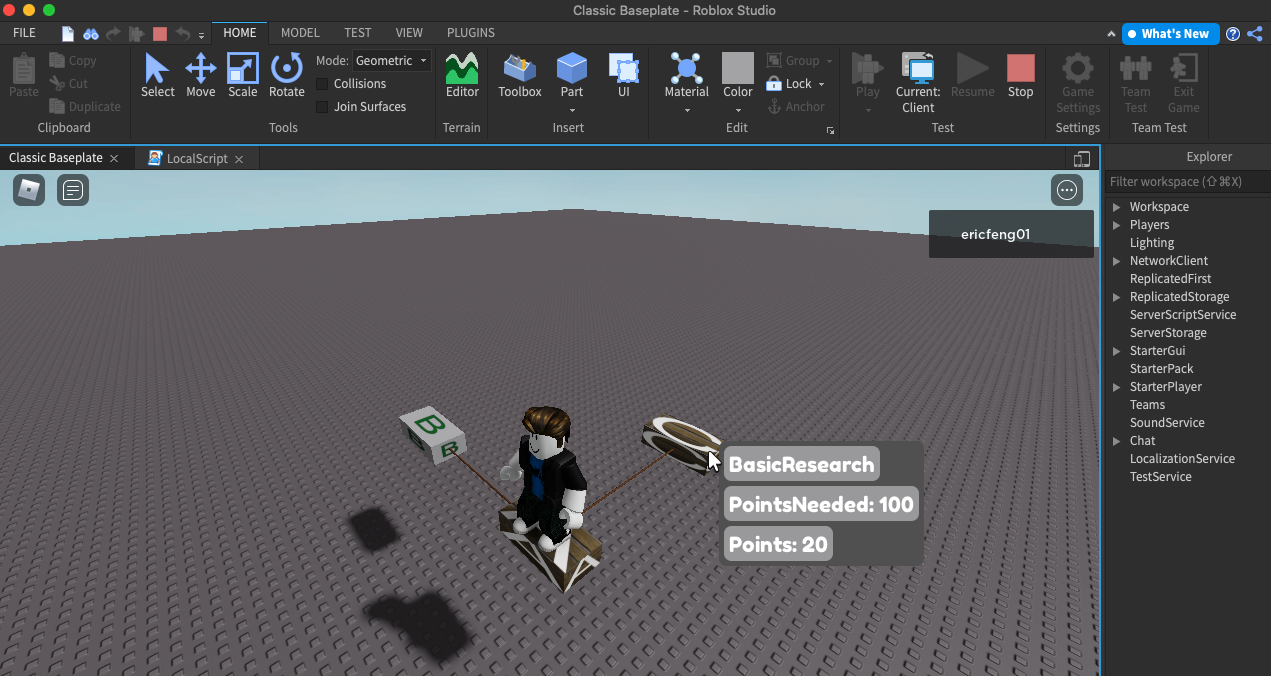 Classic Baseplate - Roblox Studio
FILE HOME MODEL TEST VIEW PLUGINS What's New
Paste
Copy
Cut
Duplicate
Clipboard
Select Move Scale Rotate
Mode: Geometric
Collisions
Join Surfaces
Tools
Editor
Terrain
Toolbox Part UI
Insert
Material Color
Group
Lock
Anchor
Edit
Play Current: Client Resume Stop
Test
Game Settings
Settings
Team Test Exit Game
Team Test
Classic Baseplate LocalScript
ericfeng01
B
B
BasicResearch
PointsNeeded: 100
Points: 20
Explorer
Filter workspace (⇧⌘X)
Workspace
Players
Lighting
NetworkClient
ReplicatedFirst
ReplicatedStorage
ServerScriptService
ServerStorage
StarterGui
StarterPack
StarterPlayer
Teams
SoundService
Chat
LocalizationService
TestService